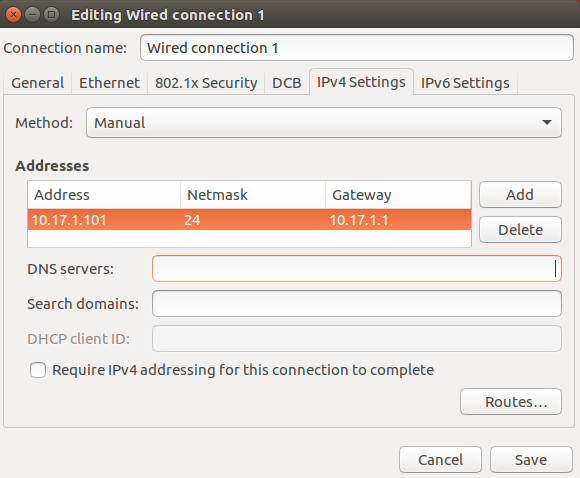 Editing Wired connection 1
Connection name: Wired connection 1
General Ethernet 802.1x Security DCB IPv4 Settings IPv6 Settings
Method: Manual
Addresses
Address Netmask Gateway Add
10.17.1.101 24 10.17.1.1
Delete
DNS servers:
Search domains:
DHCP client ID:
Require IPv4 addressing for this connection to complete
Routes...
Cancel Save